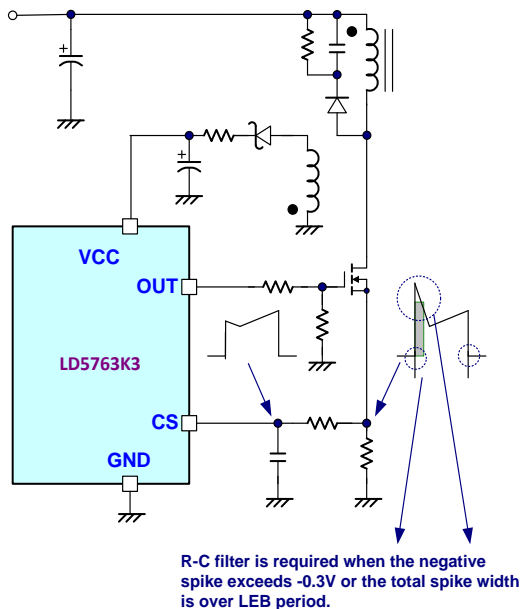 +
+
VCC
OUT
LD5763K3
CS
GND
R-C filter is required when the negative
spike exceeds -0.3V or the total spike width
is over LEB period.